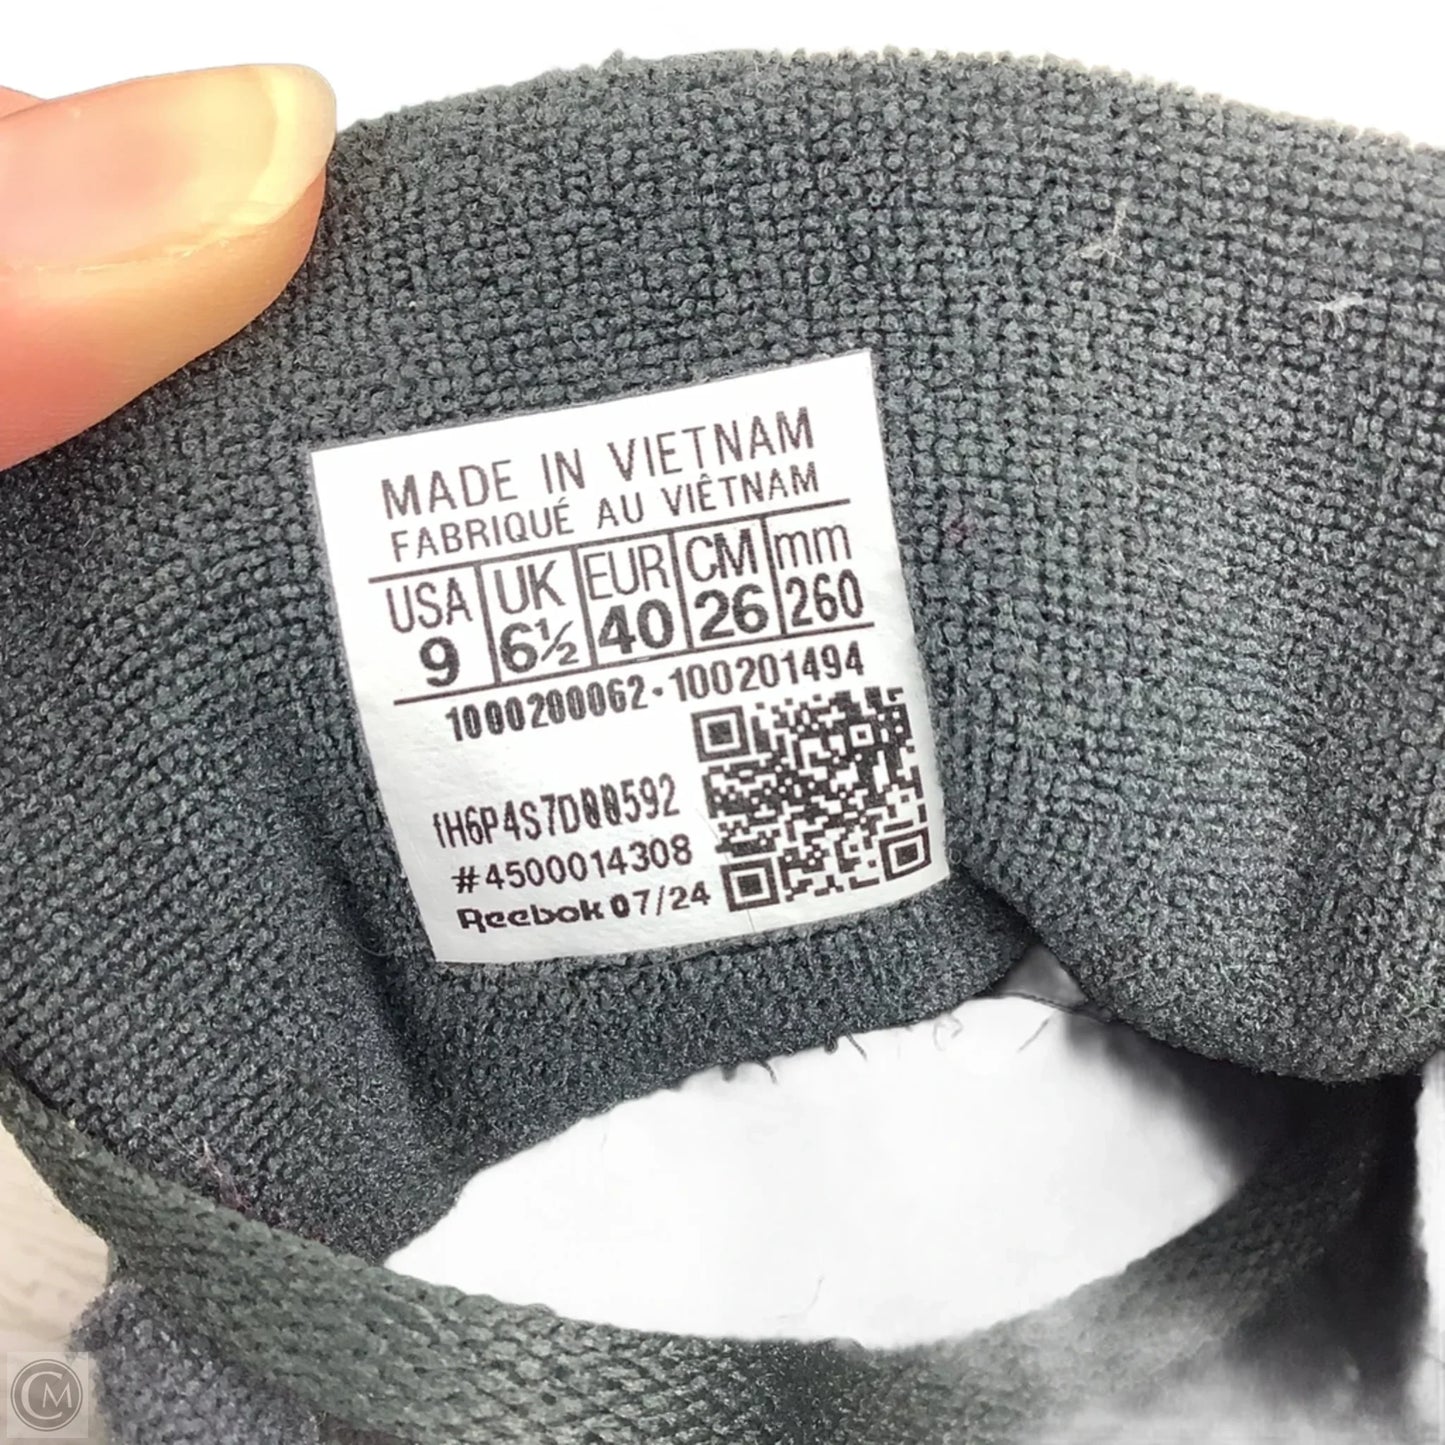 MADE IN VIETNAM
FABRIQUÉ AU VIÊTNAM
USA UK EUR CM mm
9 6½ 40 26 260
1000200062·100201494
fH6P4S7D00592
#4500014308
Reebok 07/24
CM